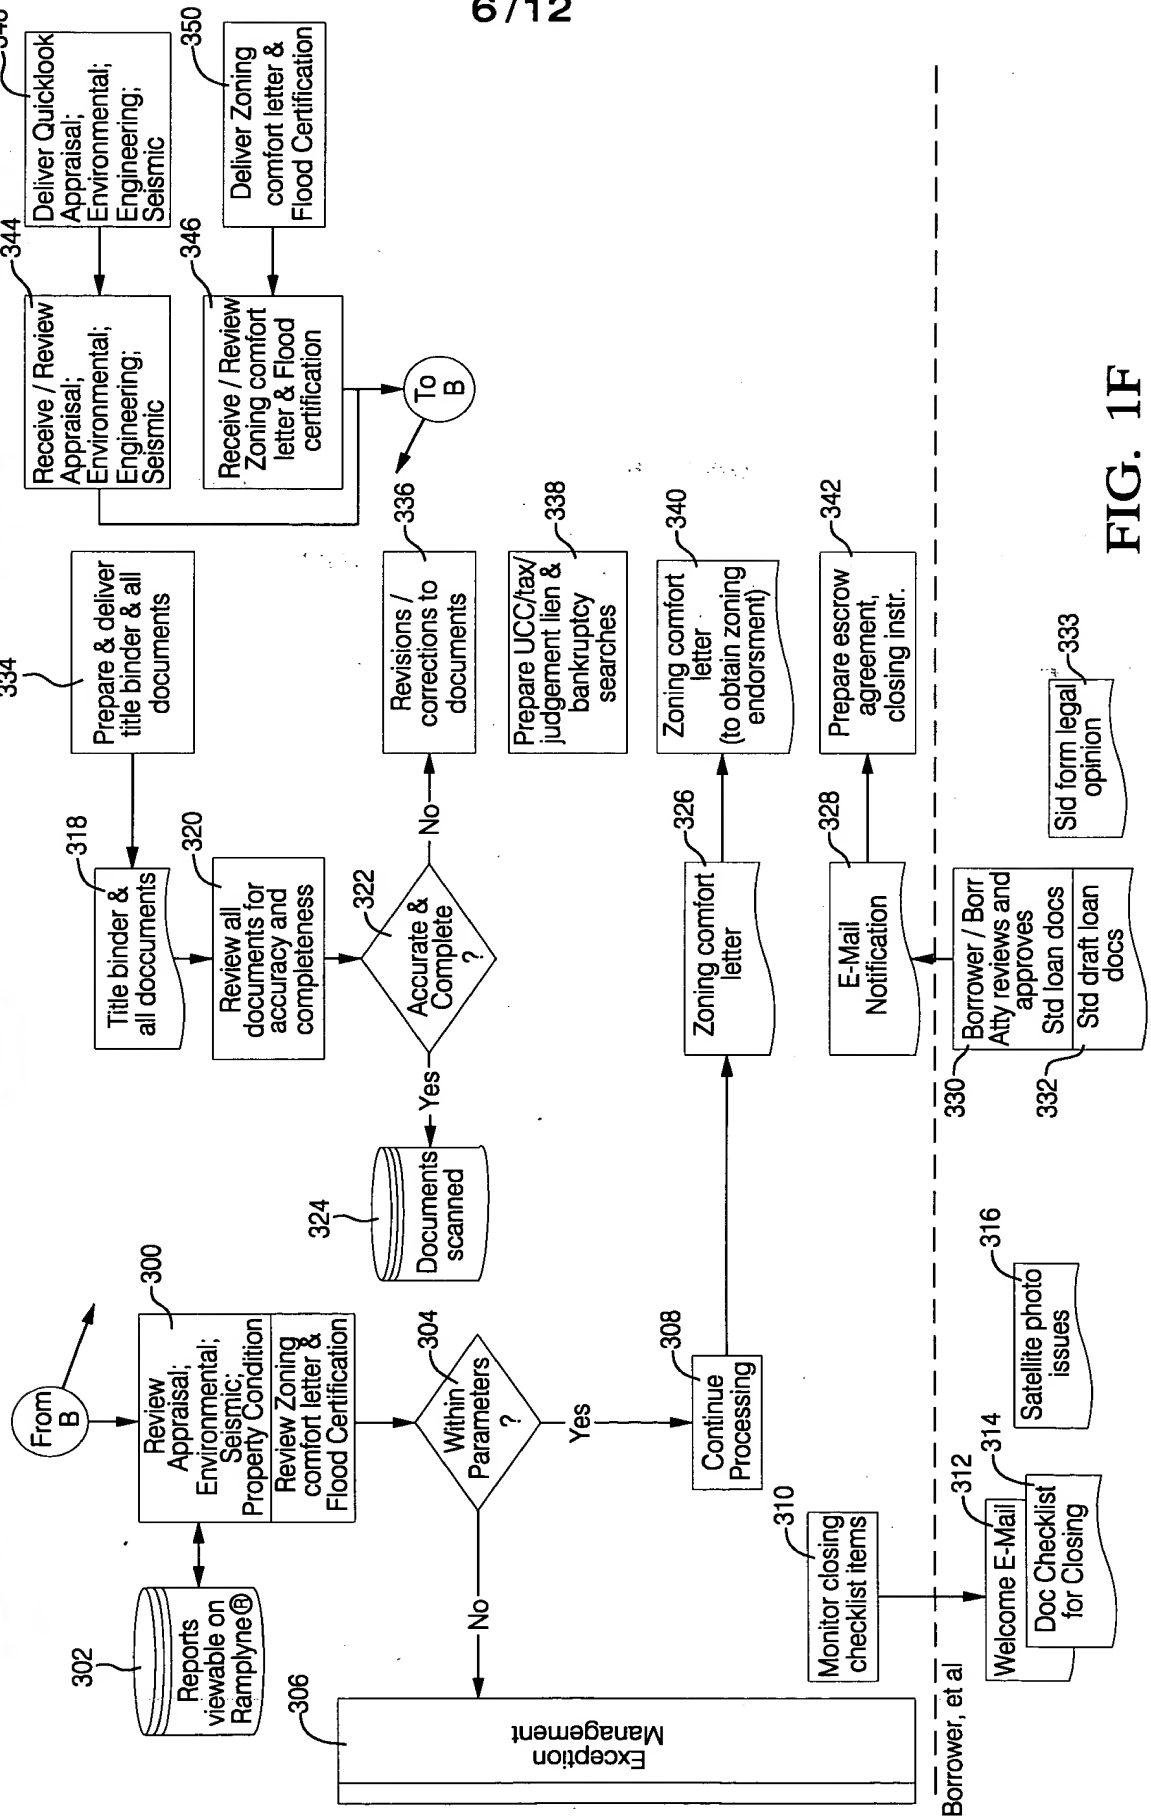 6/12
From
B
300
Review
Appraisal;
Environmental;
Seismic;
Property Condition
Review Zoning
comfort letter &
Flood Certification
302
Reports
viewable on
Ramplyne®
304
Within
Parameters
?
No
Yes
306
Exception
Management
308
Continue
Processing
310
Monitor closing
checklist items
Borrower, et al
312
Welcome E-Mail
314
Doc Checklist
for Closing
316
Satellite photo
issues
318
Title binder &
all doccuments
320
Review all
documents for
accuracy and
completeness
322
Accurate &
Complete
?
Yes
No
324
Documents
scanned
326
Zoning comfort
letter
328
E-Mail
Notification
330
Borrower / Borr
Atty reviews and
approves
Std loan docs
332
Std draft loan
docs
333
Sid form legal
opinion
334
Prepare & deliver
title binder & all
documents
336
Revisions /
corrections to
documents
338
Prepare UCC/tax/
judgement lien &
bankruptcy
searches
340
Zoning comfort
letter
(to obtain zoning
endorsment)
342
Prepare escrow
agreement,
closing instr.
344
Receive / Review
Appraisal;
Environmental;
Engineering;
Seismic
346
Receive / Review
Zoning comfort
letter & Flood
certification
To
B
Deliver Quicklook
Appraisal;
Environmental;
Engineering;
Seismic
350
Deliver Zoning
comfort letter &
Flood Certification
FIG. 1F